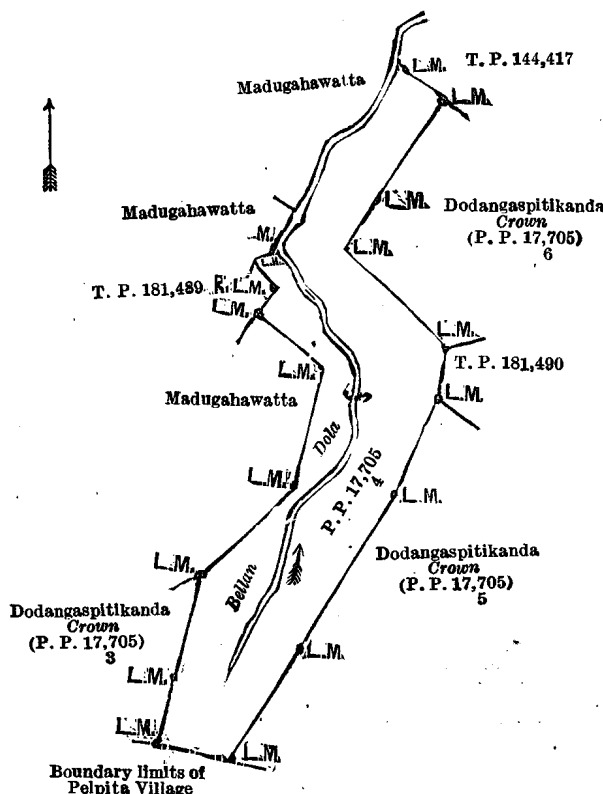 L.M.
T. P. 144,417
Madugahawatta
L.M.
L.M.
Madugahawatta
Dodangaspitikanda
Crown
(P. P. 17,705)
6
L.M.
L.M.
T. P. 181,489
L.M.
L.M.
L.M.
T. P. 181,490
L.M.
L.M.
Madugahawatta
Dola
L.M.
P. P. 17,705
4
L.M.
Dodangaspitikanda
Crown
(P. P. 17,705)
5
L.M.
Bellan
Dodangaspitikanda
Crown
(P. P. 17,705)
3
L.M.
L.M.
L.M.
L.M.
Boundary limits of
Pelpita Village